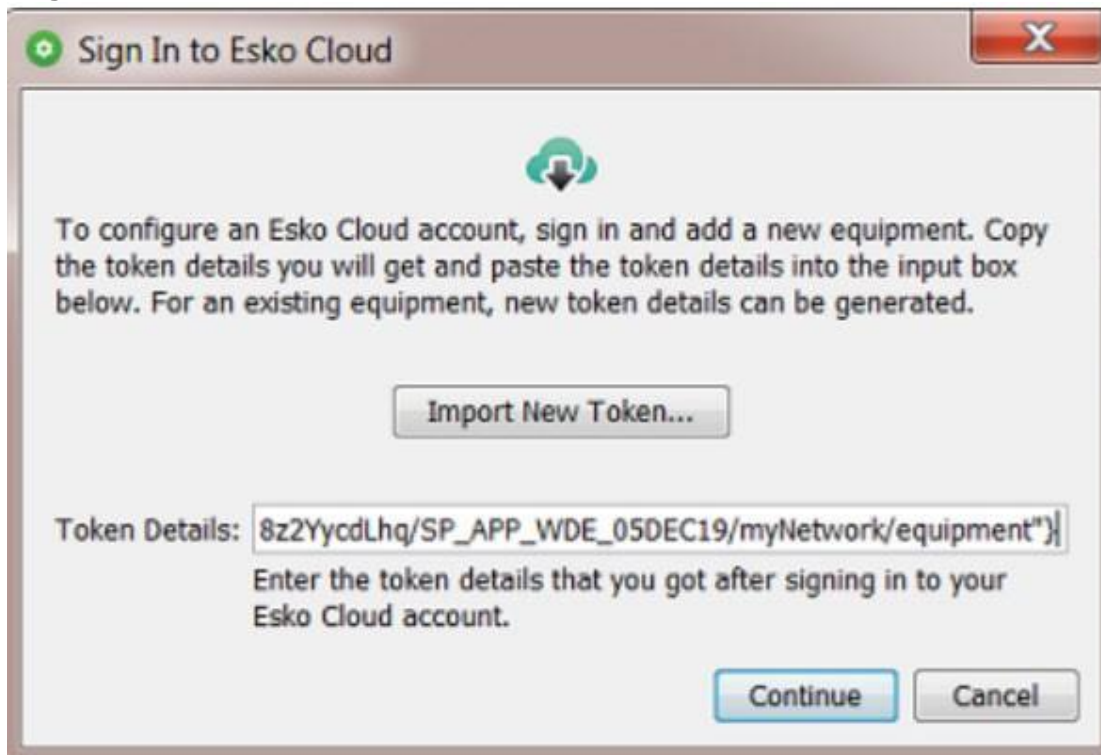 Sign In to Esko Cloud
To configure an Esko Cloud account, sign in and add a new equipment. Copy
the token details you will get and paste the token details into the input box
below. For an existing equipment, new token details can be generated.
Import New Token...
Token Details: 8z2YycdLhq/SP_APP_WDE_05DEC19/myNetwork/equipment"}
Enter the token details that you got after signing in to your
Esko Cloud account.
Continue Cancel